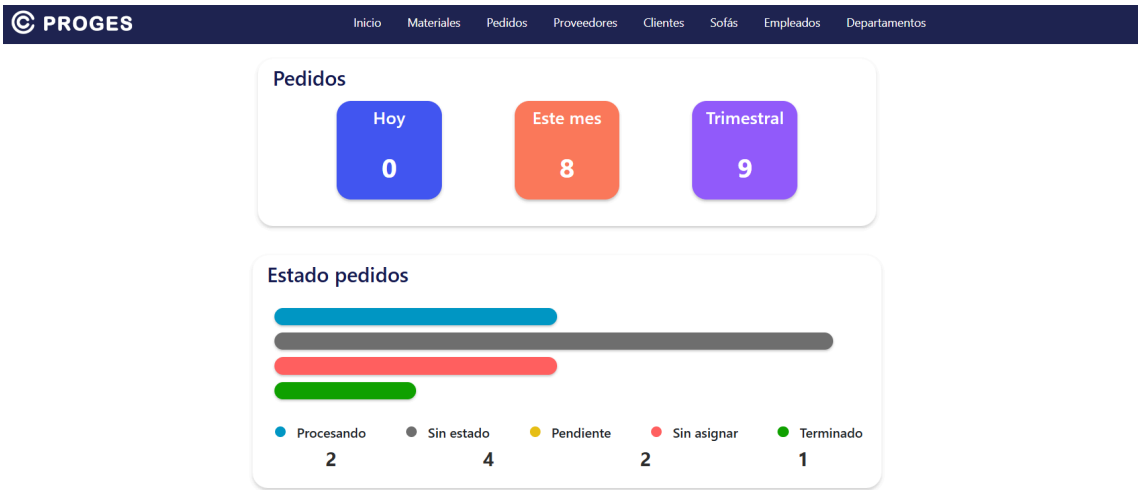 © PROGES Inicio Materiales Pedidos Proveedores Clientes Sofás Empleados Departamentos
Pedidos
Hoy Este mes Trimestral
0 8 9
Estado pedidos
Procesando Sin estado Pendiente Sin asignar Terminado
2 4 2 1